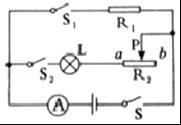 S₁ R₁
P
S₂ L a b
R₂
A S